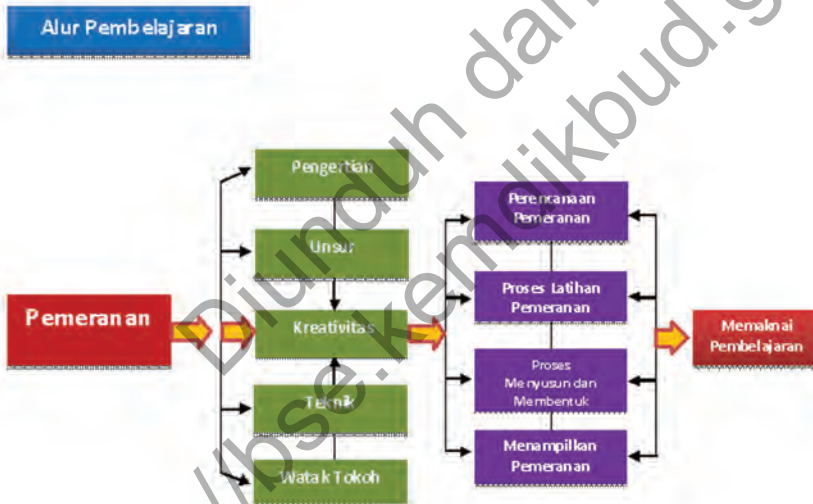 Alur Pembelajaran
Pengertian
Unsur
Pemeranan
Kreativitas
Teknik
Watak Tokoh
Perencanaan
Pemeranan
Proses Latihan
Pemeranan
Proses
Menyusun dan
Membentuk
Menampilkan
Pemeranan
Memaknai
Pembelajaran
Diunduh dari
//bse.kemdikbud.g